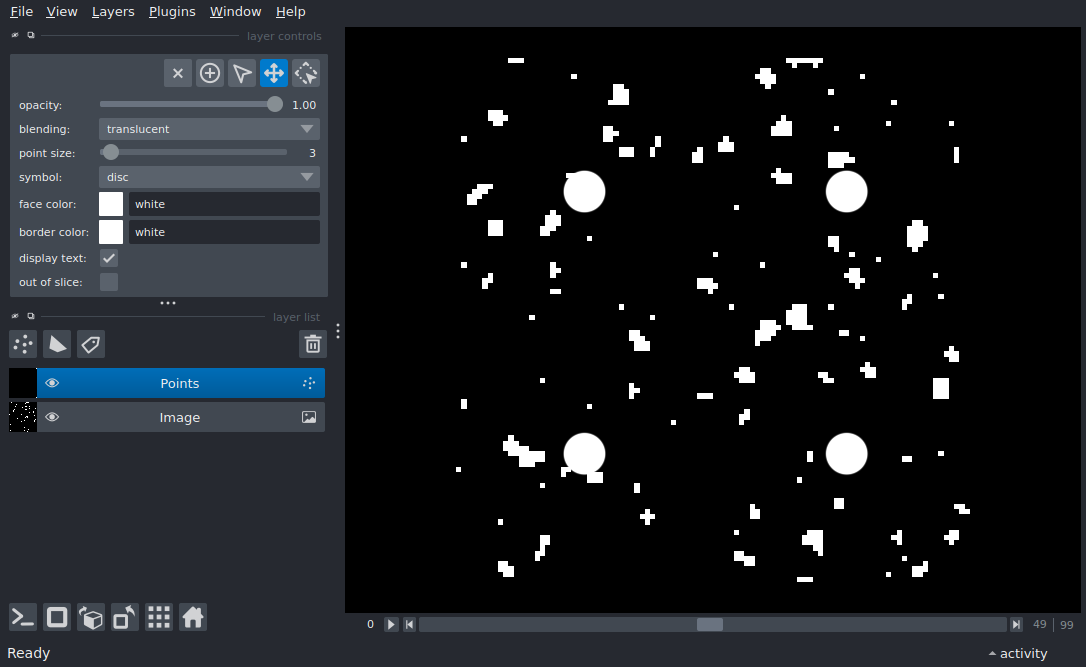 File View Layers Plugins Window Help
layer controls
opacity: 1.00
blending: translucent
point size: 3
symbol: disc
face color: white
border color: white
display text:
out of slice:
layer list
Points
Image
0 49 99
Ready activity